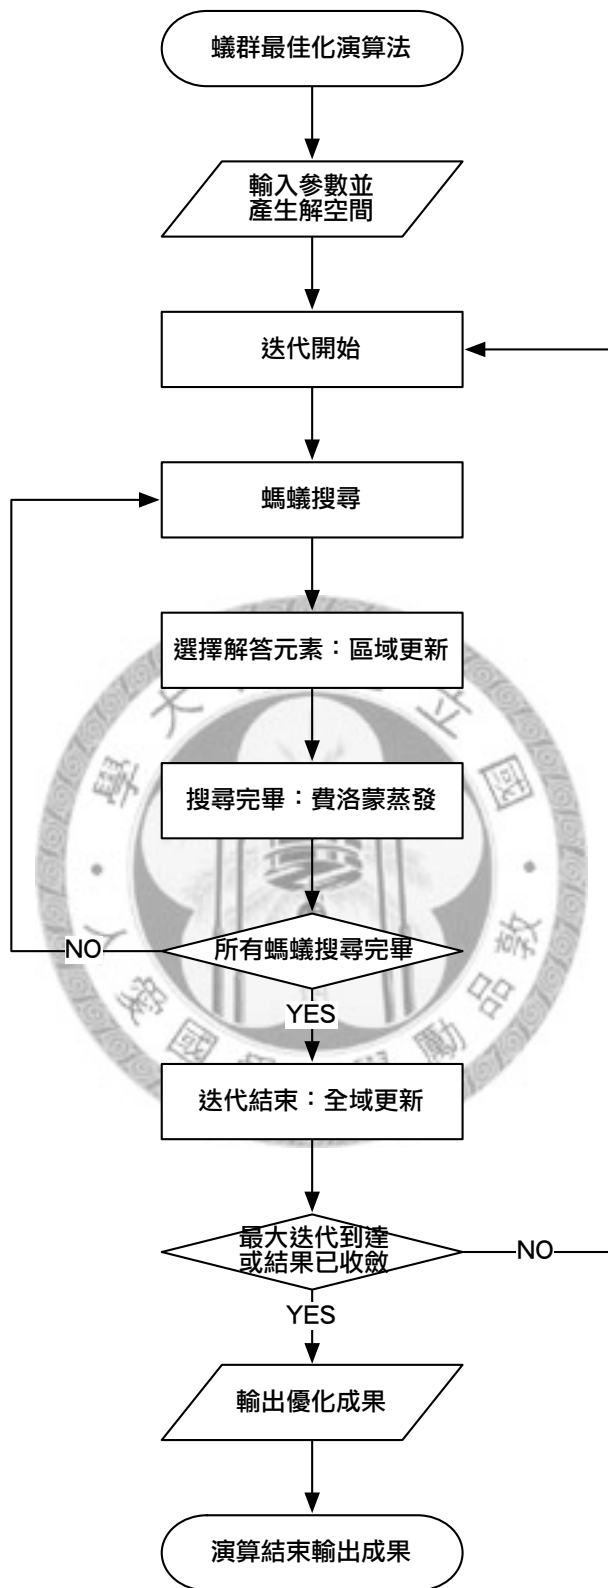 蟻群最佳化演算法
輸入參數並
產生解空間
迭代開始
螞蟻搜尋
選擇解答元素：區域更新
搜尋完畢：費洛蒙蒸發
所有螞蟻搜尋完畢
NO
YES
迭代結束：全域更新
最大迭代到達
或結果已收斂
NO
YES
輸出優化成果
演算結束輸出成果